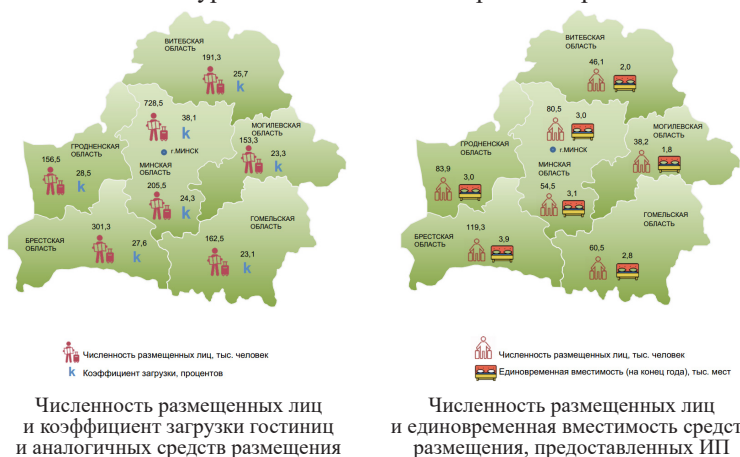 ВИТЕБСКАЯ
ОБЛАСТЬ
191,3
25,7
k
728,5
38,1
k
г.МИНСК
МОГИЛЕВСКАЯ
ОБЛАСТЬ
153,3
23,3
k
ГРОДНЕНСКАЯ
ОБЛАСТЬ
156,5
28,5
k
МИНСКАЯ
ОБЛАСТЬ
205,5
24,3
k
ГОМЕЛЬСКАЯ
ОБЛАСТЬ
162,5
23,1
k
БРЕСТСКАЯ
ОБЛАСТЬ
301,3
27,6
k
Численность размещенных лиц, тыс. человек
k Коэффициент загрузки, процентов
Численность размещенных лиц
и коэффициент загрузки гостиниц
и аналогичных средств размещения
ВИТЕБСКАЯ
ОБЛАСТЬ
46,1
2,0
80,5
3,0
г.МИНСК
МОГИЛЕВСКАЯ
ОБЛАСТЬ
38,2
1,8
ГРОДНЕНСКАЯ
ОБЛАСТЬ
83,9
3,0
МИНСКАЯ
ОБЛАСТЬ
54,5
3,1
ГОМЕЛЬСКАЯ
ОБЛАСТЬ
60,5
2,8
БРЕСТСКАЯ
ОБЛАСТЬ
119,3
3,9
Численность размещенных лиц, тыс. человек
Единовременная вместимость (на конец года), тыс. мест
Численность размещенных лиц
и единовременная вместимость средст
размещения, предоставленных ИП